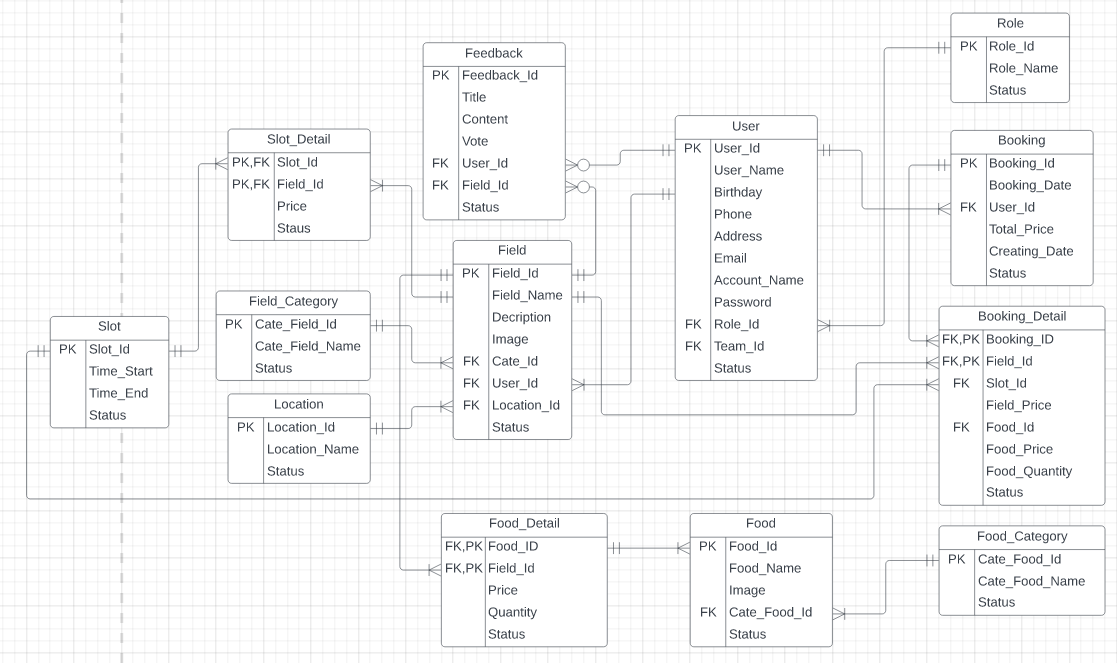 Role
PK Role_Id
Role_Name
Status
Feedback
PK Feedback_Id
Title
Content
Vote
FK User_Id
FK Field_Id
Status
User
PK User_Id
User_Name
Birthday
Phone
Address
Email
Account_Name
Password
FK Role_Id
FK Team_Id
Status
Booking
PK Booking_Id
Booking_Date
FK User_Id
Total_Price
Creating_Date
Status
Slot_Detail
PK,FK Slot_Id
PK,FK Field_Id
Price
Staus
Field
PK Field_Id
Field_Name
Decription
Image
FK Cate_Id
FK User_Id
FK Location_Id
Status
Field_Category
PK Cate_Field_Id
Cate_Field_Name
Status
Slot
PK Slot_Id
Time_Start
Time_End
Status
Location
PK Location_Id
Location_Name
Status
Booking_Detail
FK,PK Booking_ID
FK,PK Field_Id
FK Slot_Id
Field_Price
FK Food_Id
Food_Price
Food_Quantity
Status
Food_Detail
FK,PK Food_ID
FK,PK Field_Id
Price
Quantity
Status
Food
PK Food_Id
Food_Name
Image
FK Cate_Food_Id
Status
Food_Category
PK Cate_Food_Id
Cate_Food_Name
Status